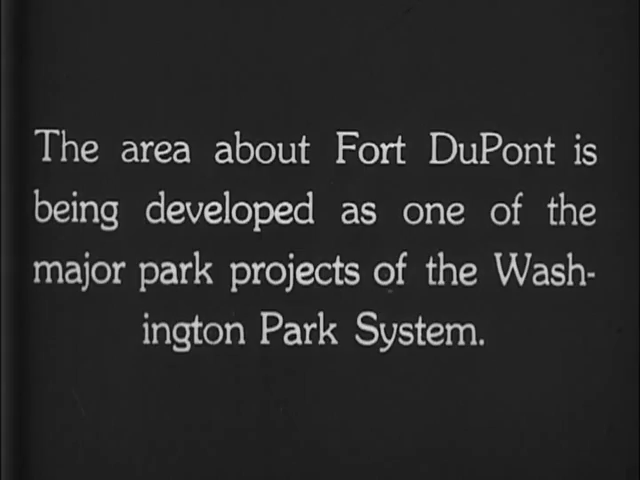 The area about Fort DuPont is
being developed as one of the
major park projects of the Wash-
ington Park System.